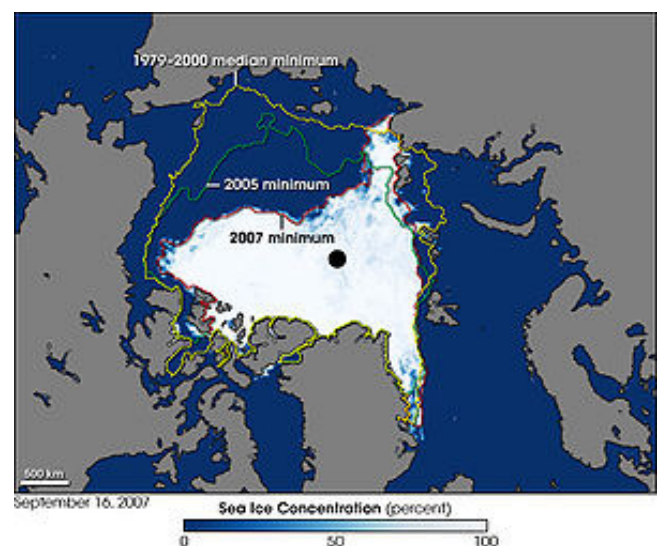 1979-2000 median minimum
2005 minimum
2007 minimum
500 km
September 16, 2007
Sea Ice Concentration (percent)
0 50 100